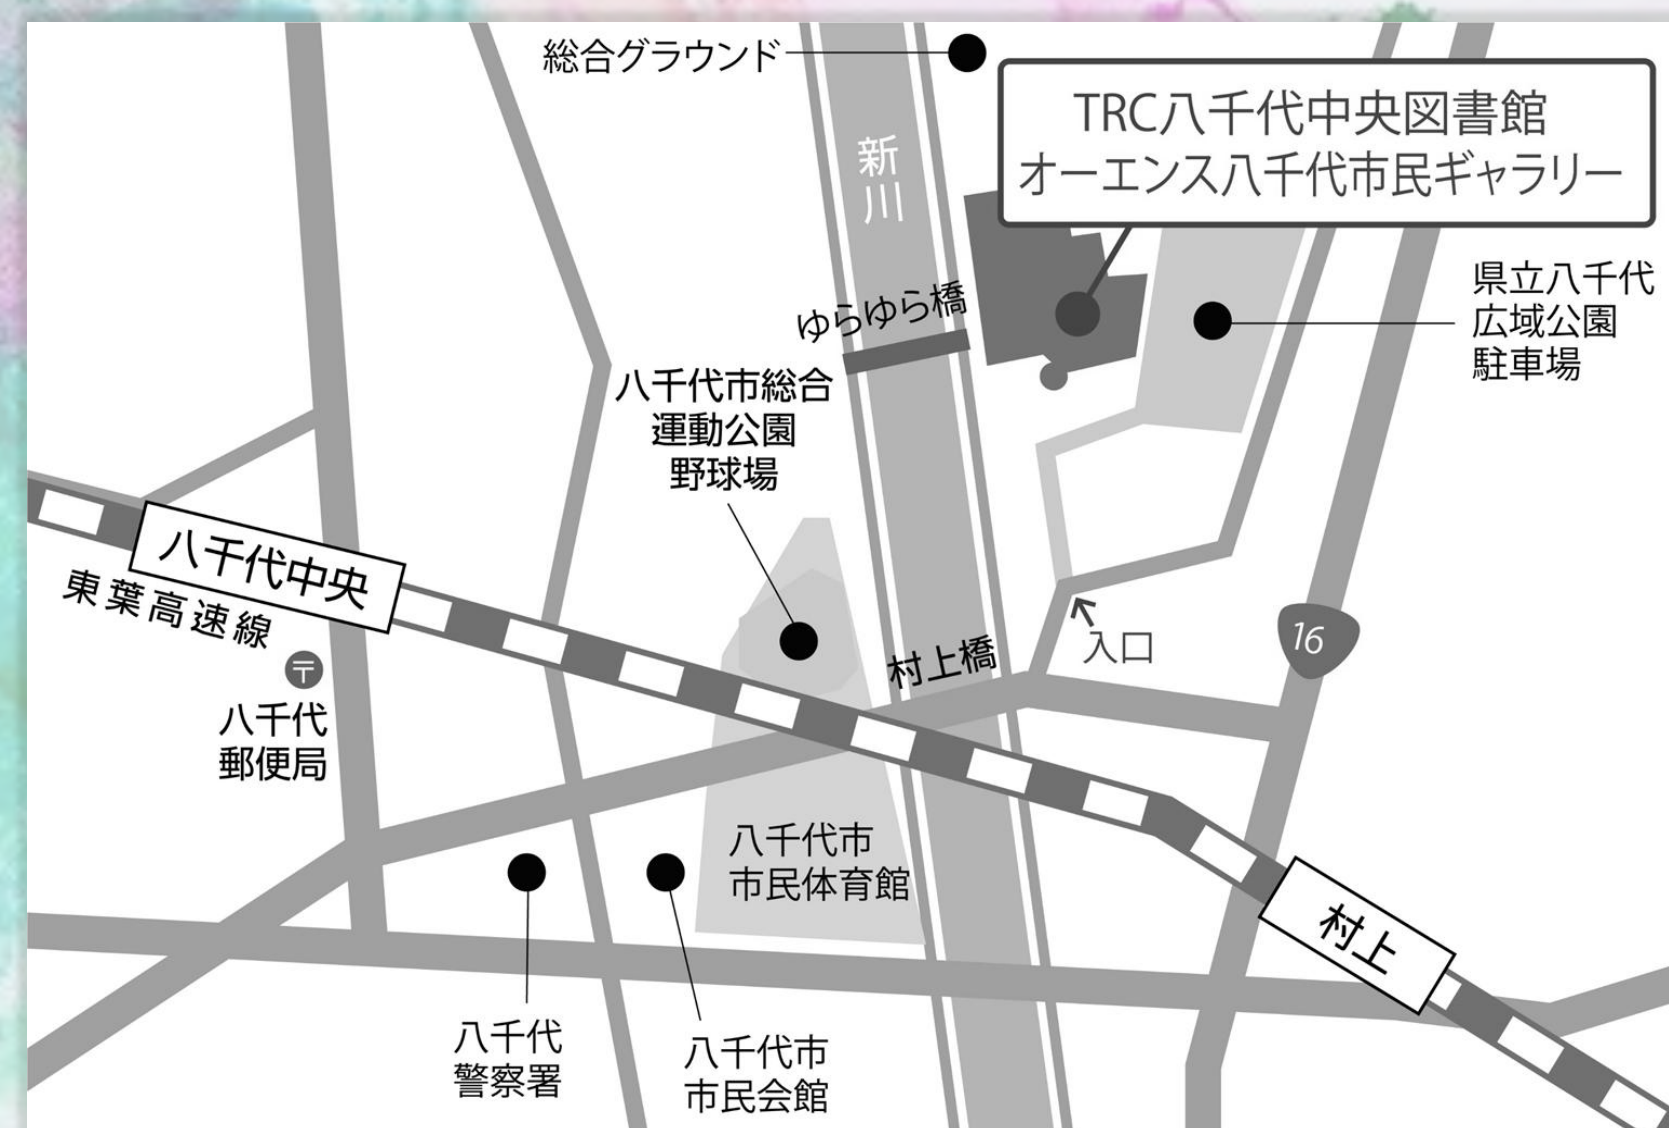 総合グラウンド
TRC八千代中央図書館
オーエンス八千代市民ギャラリー
新川
県立八千代
広域公園
駐車場
ゆらゆら橋
八千代市総合
運動公園
野球場
八千代中央
東葉高速線
〒
八千代
郵便局
村上橋
入口
16
八千代市
市民体育館
村上
八千代
警察署
八千代市
市民会館